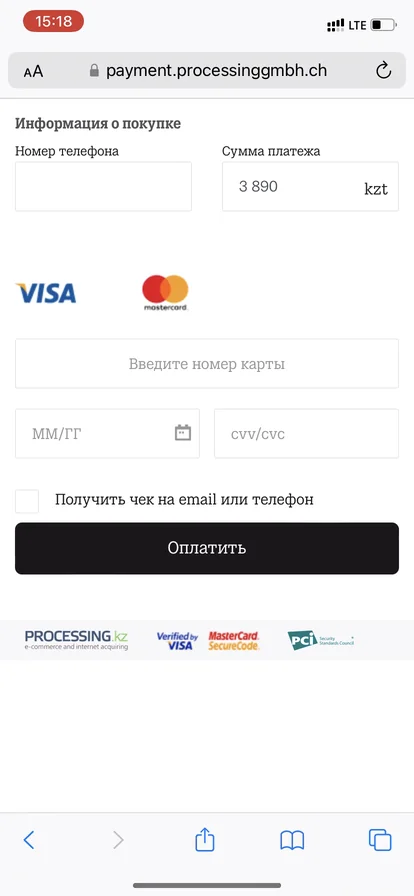 15:18
LTE
AA
payment.processinggmbh.ch
Информация о покупке
Номер телефона
Сумма платежа
3 890
kzt
VISA
mastercard.
Введите номер карты
ММ/ГГ
cvv/cvc
Получить чек на email или телефон
Оплатить
PROCESSING.kz
e-commerce and internet acquiring
Verified by
VISA
MasterCard.
SecureCode.
PCI
Security
Standards Council